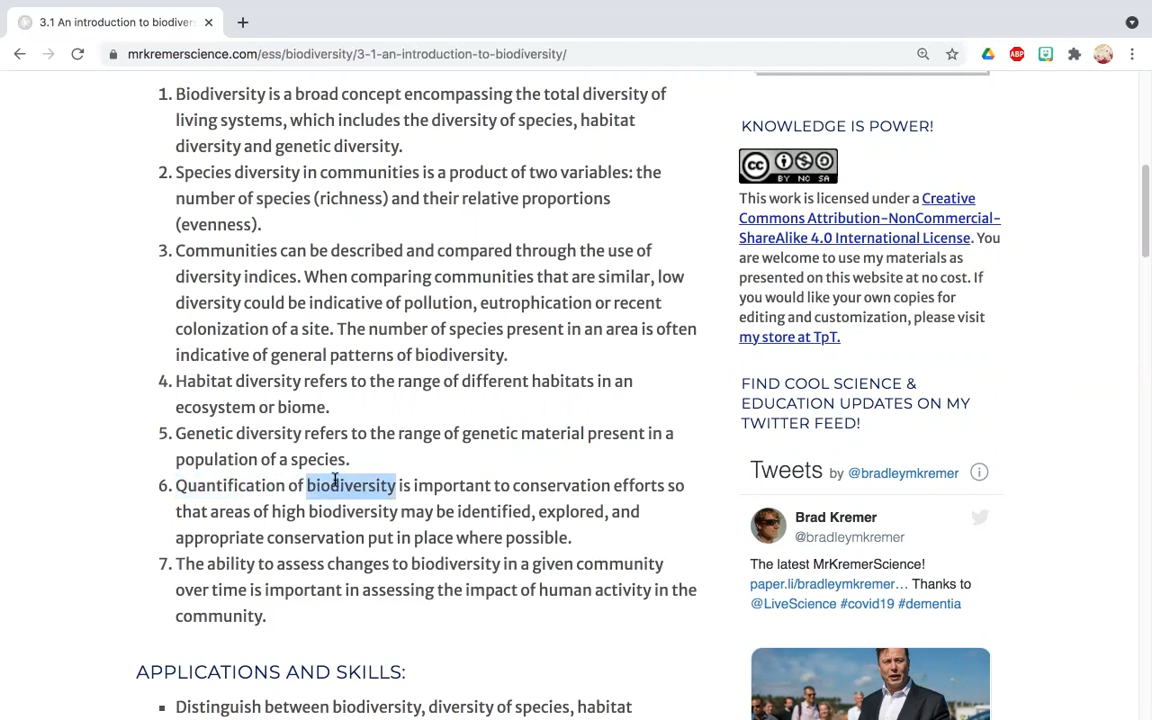 3.1 An introduction to biodiver
mrkremerscience.com/ess/biodiversity/3-1-an-introduction-to-biodiversity/
ABP
1. Biodiversity is a broad concept encompassing the total diversity of
living systems, which includes the diversity of species, habitat
diversity and genetic diversity.
2. Species diversity in communities is a product of two variables: the
number of species (richness) and their relative proportions
(evenness).
3. Communities can be described and compared through the use of
diversity indices. When comparing communities that are similar, low
diversity could be indicative of pollution, eutrophication or recent
colonization of a site. The number of species present in an area is often
indicative of general patterns of biodiversity.
4. Habitat diversity refers to the range of different habitats in an
ecosystem or biome.
5. Genetic diversity refers to the range of genetic material present in a
population of a species.
6. Quantification of biodiversity is important to conservation efforts so
that areas of high biodiversity may be identified, explored, and
appropriate conservation put in place where possible.
7. The ability to assess changes to biodiversity in a given community
over time is important in assessing the impact of human activity in the
community.
APPLICATIONS AND SKILLS:
Distinguish between biodiversity, diversity of species, habitat
KNOWLEDGE IS POWER!
cc
BY NC SA
This work is licensed under a Creative
Commons Attribution-NonCommercial-
ShareAlike 4.0 International License. You
are welcome to use my materials as
presented on this website at no cost. If
you would like your own copies for
editing and customization, please visit
my store at TpT.
FIND COOL SCIENCE &
EDUCATION UPDATES ON MY
TWITTER FEED!
Tweets by @bradleymkremer
Brad Kremer
@bradleymkremer
The latest MrKremerScience!
paper.li/bradleymkremer… Thanks to
@LiveScience #covid19 #dementia